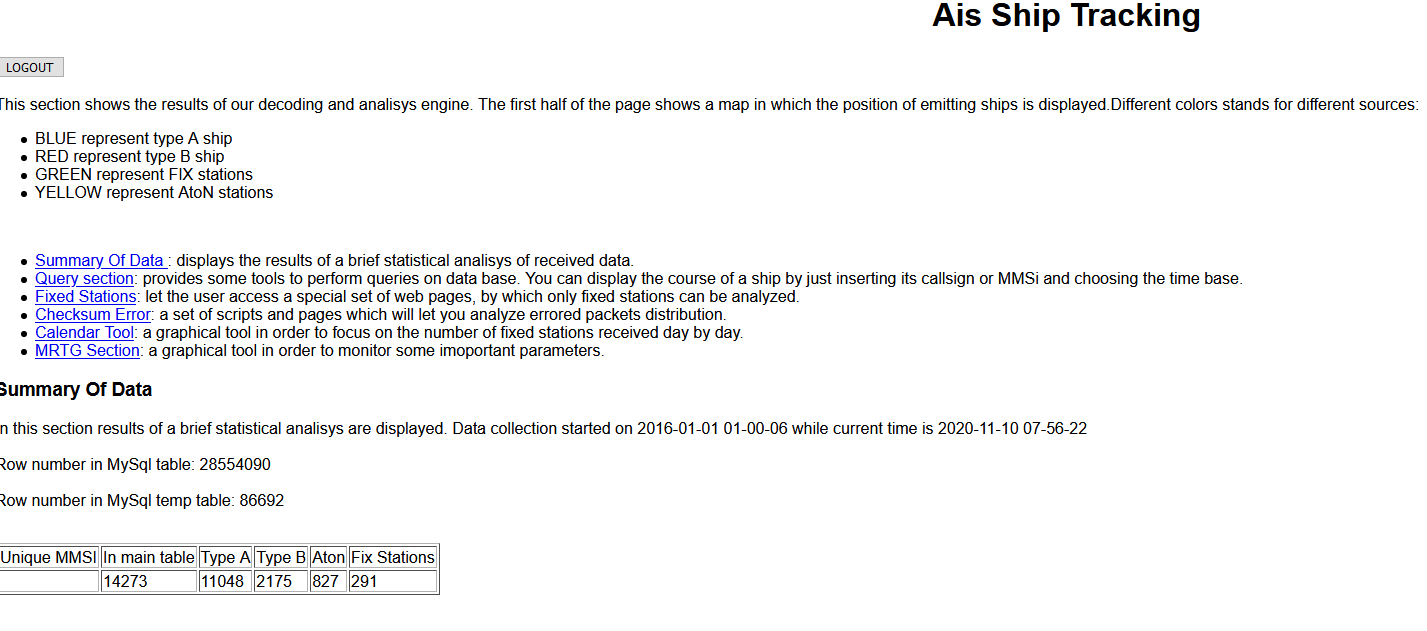 Ais Ship Tracking
LOGOUT
This section shows the results of our decoding and analisys engine. The first half of the page shows a map in which the position of emitting ships is displayed.Different colors stands for different sources:
BLUE represent type A ship
RED represent type B ship
GREEN represent FIX stations
YELLOW represent AtoN stations
Summary Of Data : displays the results of a brief statistical analisys of received data.
Query section: provides some tools to perform queries on data base. You can display the course of a ship by just inserting its callsign or MMSi and choosing the time base.
Fixed Stations: let the user access a special set of web pages, by which only fixed stations can be analyzed.
Checksum Error: a set of scripts and pages which will let you analyze errored packets distribution.
Calendar Tool: a graphical tool in order to focus on the number of fixed stations received day by day.
MRTG Section: a graphical tool in order to monitor some imoportant parameters.
Summary Of Data
In this section results of a brief statistical analisys are displayed. Data collection started on 2016-01-01 01-00-06 while current time is 2020-11-10 07-56-22
Row number in MySql table: 28554090
Row number in MySql temp table: 86692
Unique MMSI In main table Type A Type B Aton Fix Stations
14273 11048 2175 827 291